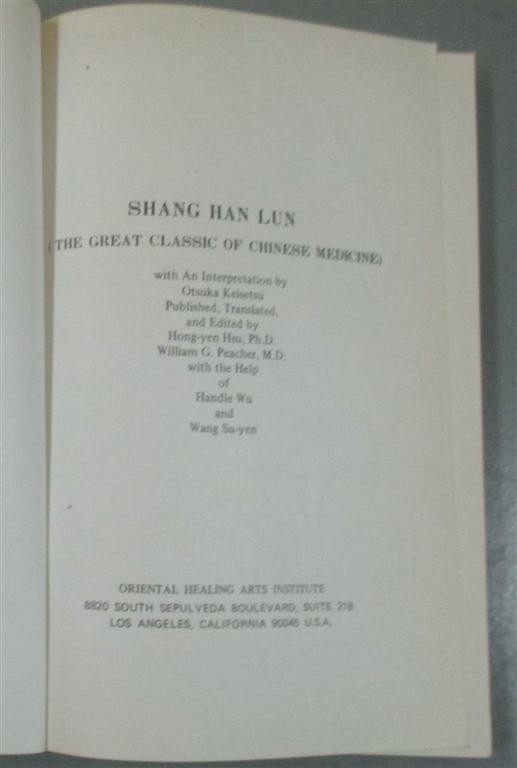 SHANG HAN LUN
(THE GREAT CLASSIC OF CHINESE MEDICINE)
with An Interpretation by
Otsuka Keisetsu
Published, Translated,
and Edited by
Hong-yen Hsu, Ph.D.
William G. Peacher, M.D.
with the Help
of
Handle Wu
and
Wang Su-yen
ORIENTAL HEALING ARTS INSTITUTE
8820 SOUTH SEPULVEDA BOULEVARD, SUITE 218
LOS ANGELES, CALIFORNIA 90045 U.S.A.